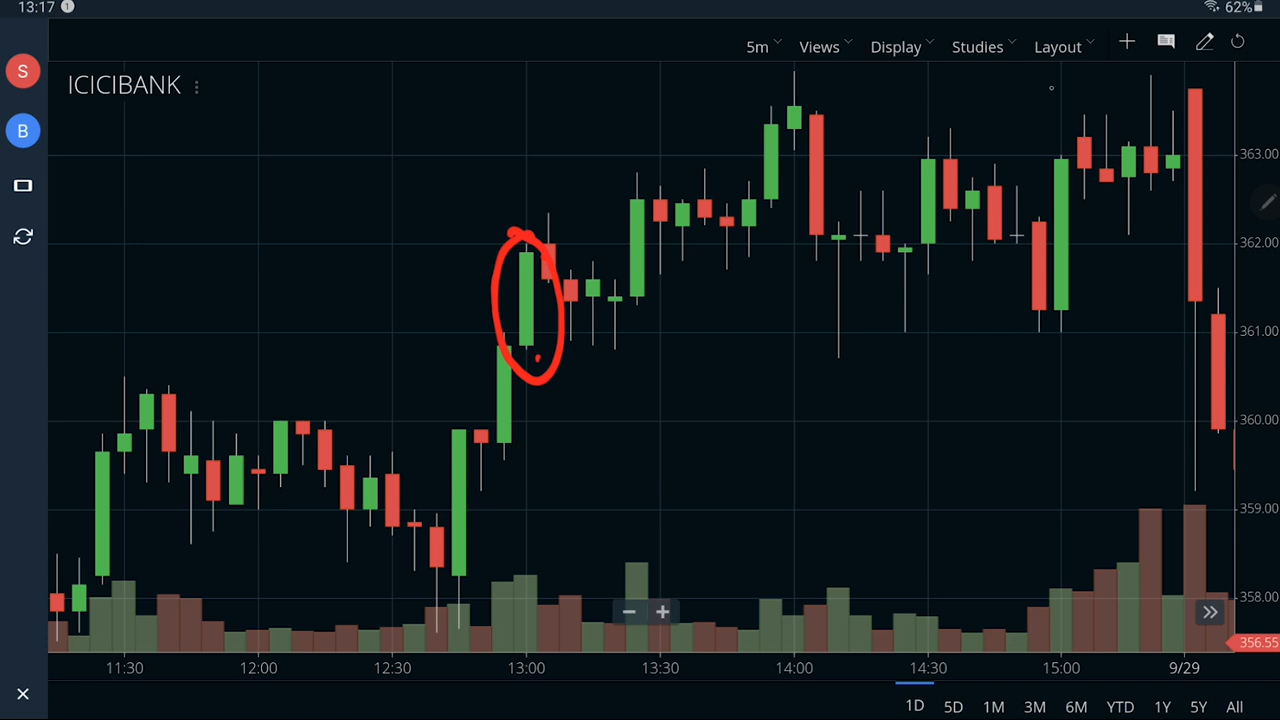 13:17 1 62%
5m Views Display Studies Layout
S
ICICIBANK
B
363.00
362.00
361.00
360.00
359.00
358.00
356.55
11:30 12:00 12:30 13:00 13:30 14:00 14:30 15:00 9/29
1D 5D 1M 3M 6M YTD 1Y 5Y All